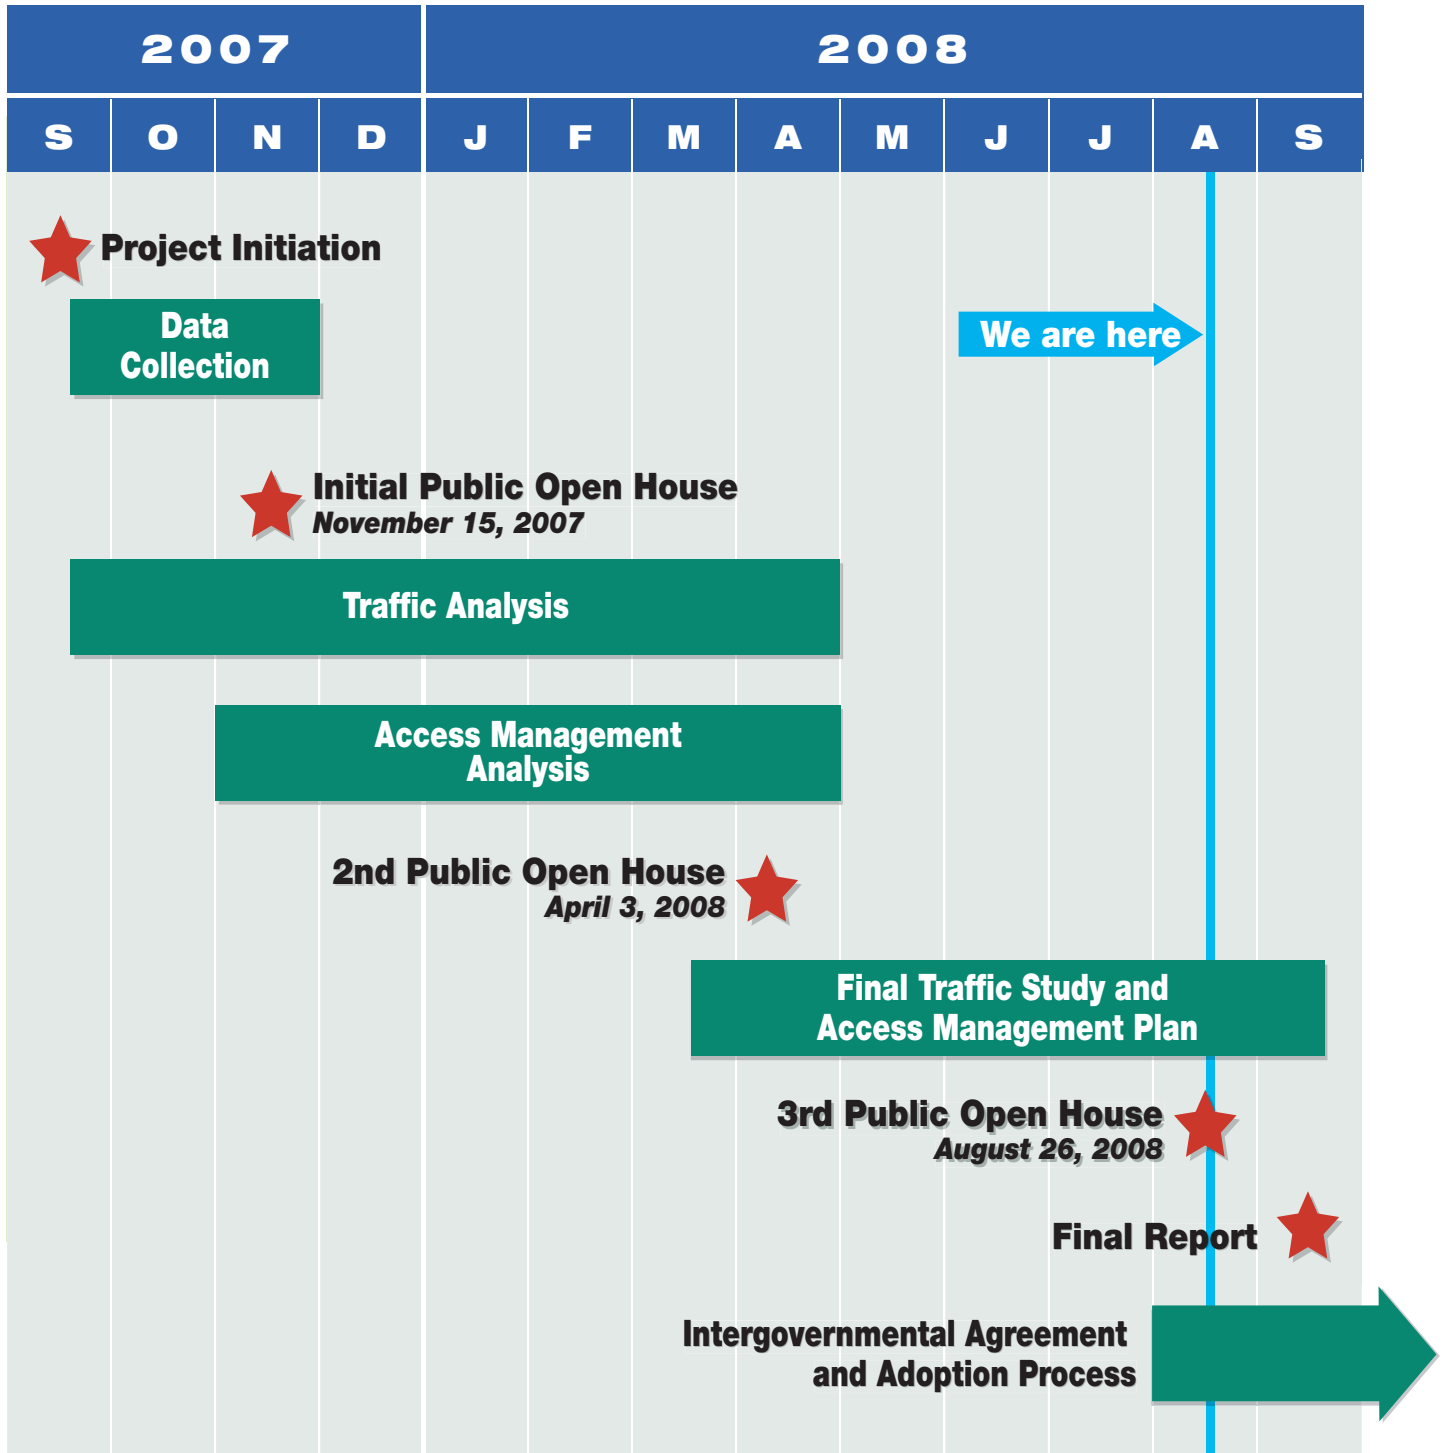 2007 2008
S O N D J F M A M J J A S
Project Initiation
Data
Collection
We are here
Initial Public Open House
November 15, 2007
Traffic Analysis
Access Management
Analysis
2nd Public Open House
April 3, 2008
Final Traffic Study and
Access Management Plan
3rd Public Open House
August 26, 2008
Final Report
Intergovernmental Agreement
and Adoption Process